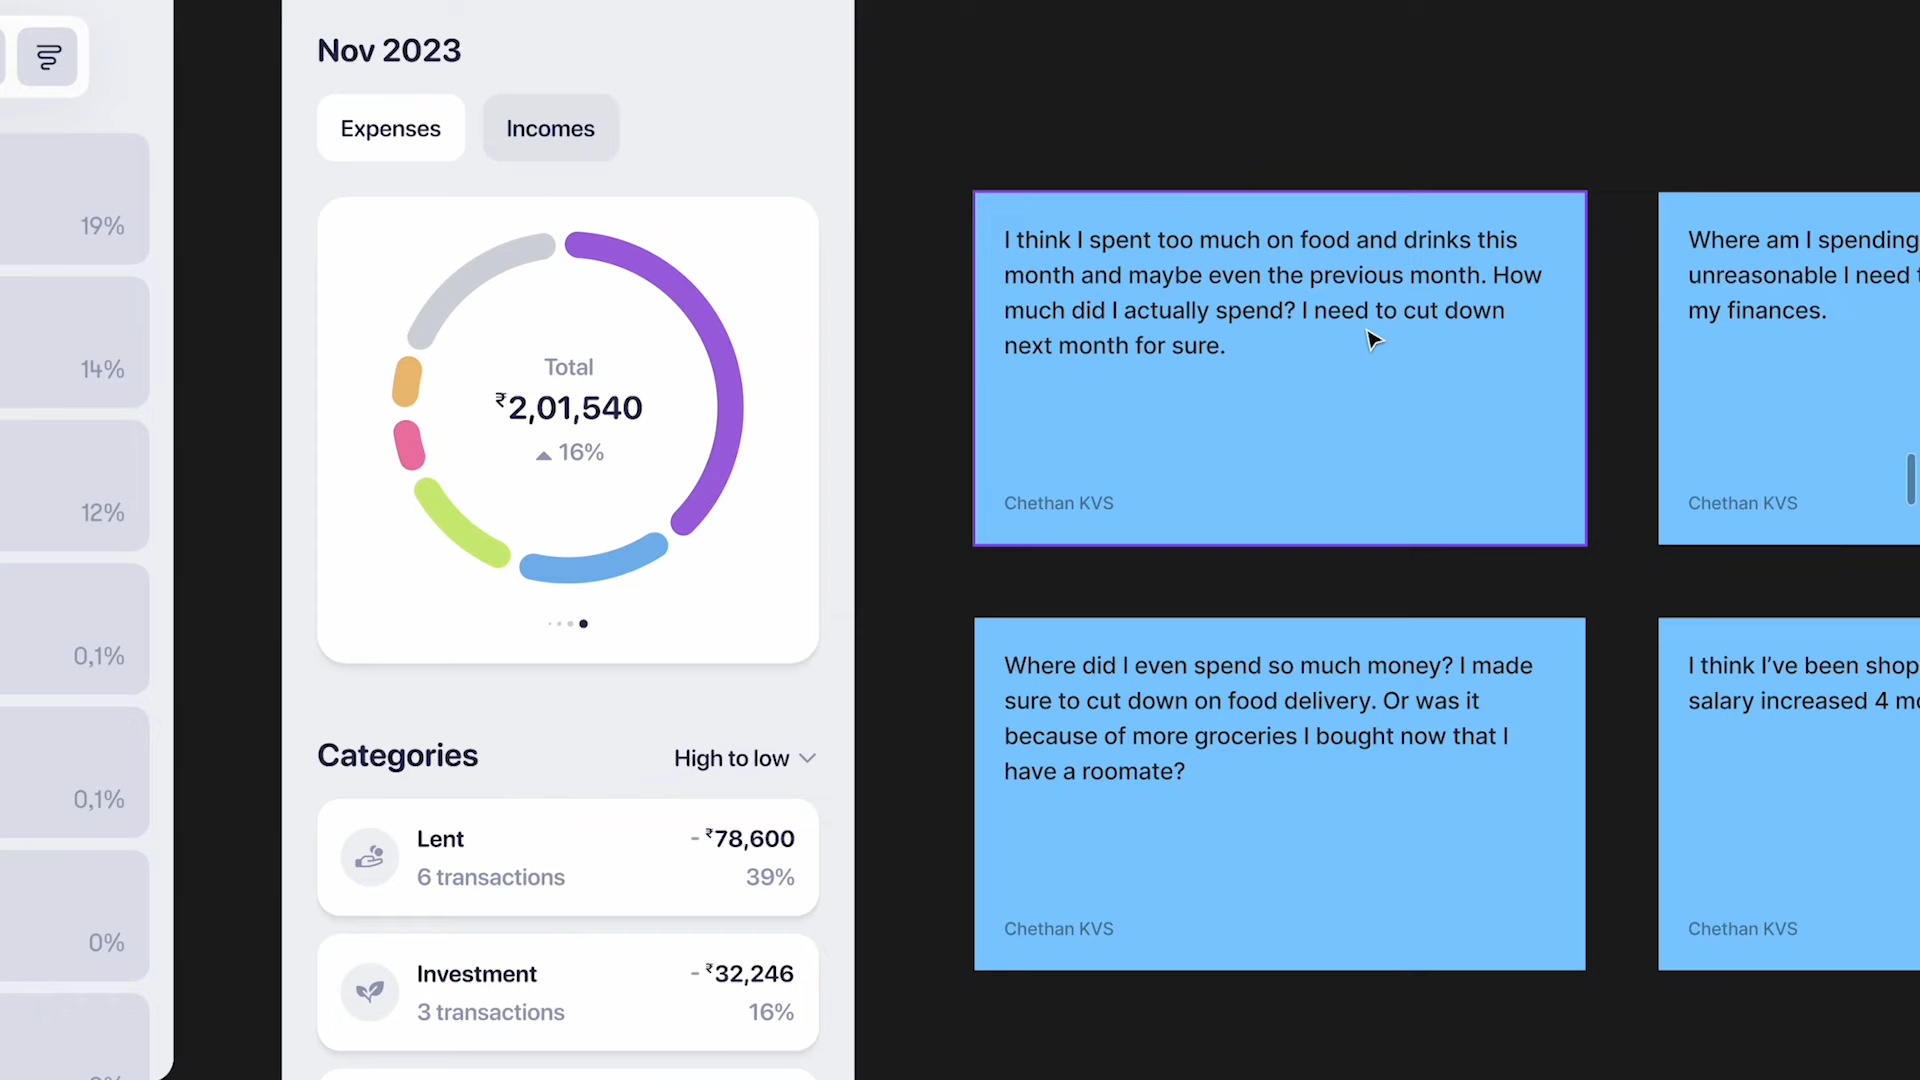 19%
14%
12%
0,1%
0,1%
0%
Nov 2023
Expenses
Incomes
Total
₹2,01,540
16%
Categories
High to low
Lent
- ₹78,600
6 transactions
39%
Investment
- ₹32,246
3 transactions
16%
I think I spent too much on food and drinks this
month and maybe even the previous month. How
much did I actually spend? I need to cut down
next month for sure.
Chethan KVS
Where am I spending
unreasonable I need
my finances.
Chethan KVS
Where did I even spend so much money? I made
sure to cut down on food delivery. Or was it
because of more groceries I bought now that I
have a roomate?
Chethan KVS
I think I’ve been shop
salary increased 4 mo
Chethan KVS